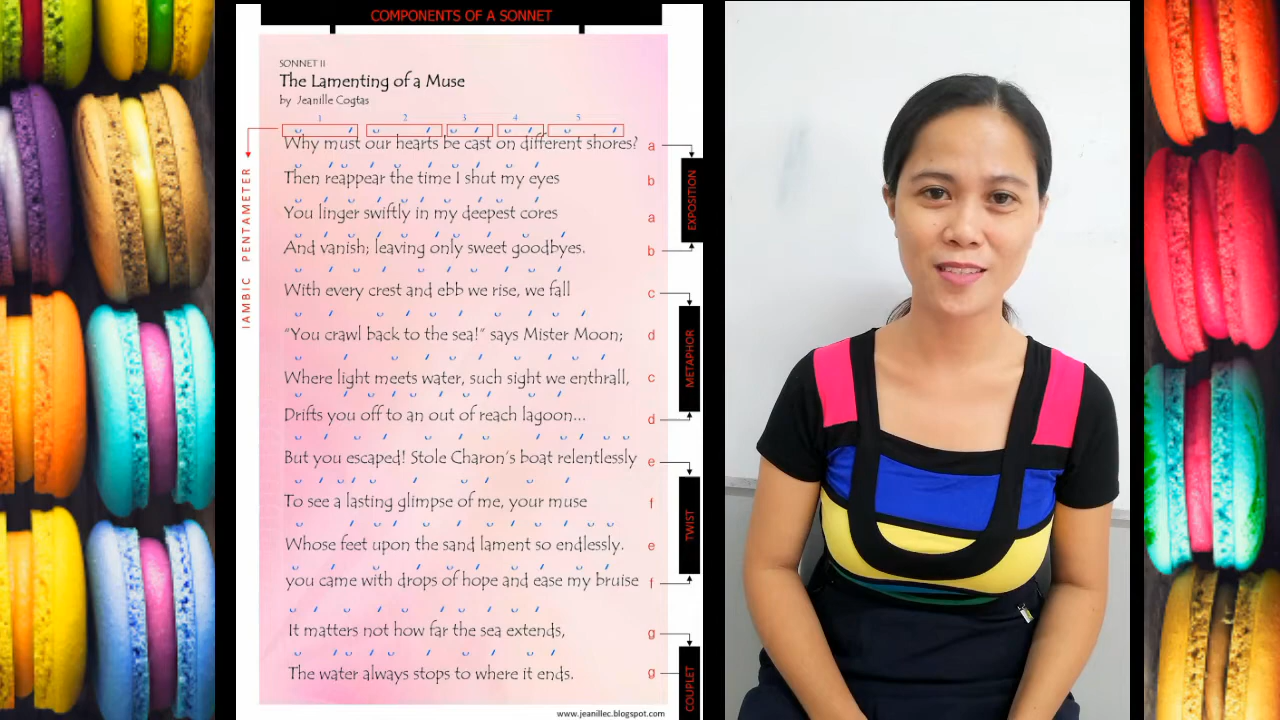 COMPONENTS OF A SONNET
SONNET II
The Lamenting of a Muse
by Jeanille Cogtas
1 2 3 4 5
IAMBIC PENTAMETER
Why must our hearts be cast on different shores? a
Then reappear the time I shut my eyes b
You linger swiftly in my deepest cores a
And vanish; leaving only sweet goodbyes. b
EXPOSITION
With every crest and ebb we rise, we fall c
“You crawl back to the sea!” says Mister Moon; d
Where light meets water, such sight we enthrall, c
Drifts you off to an out of reach lagoon... d
METAPHOR
But you escaped! Stole Charon's boat relentlessly e
To see a lasting glimpse of me, your muse f
Whose feet upon the sand lament so endlessly. e
you came with drops of hope and ease my bruise f
TWIST
It matters not how far the sea extends, g
The water always stops to where it ends. g
COUPLET
www.jeanillec.blogspot.com